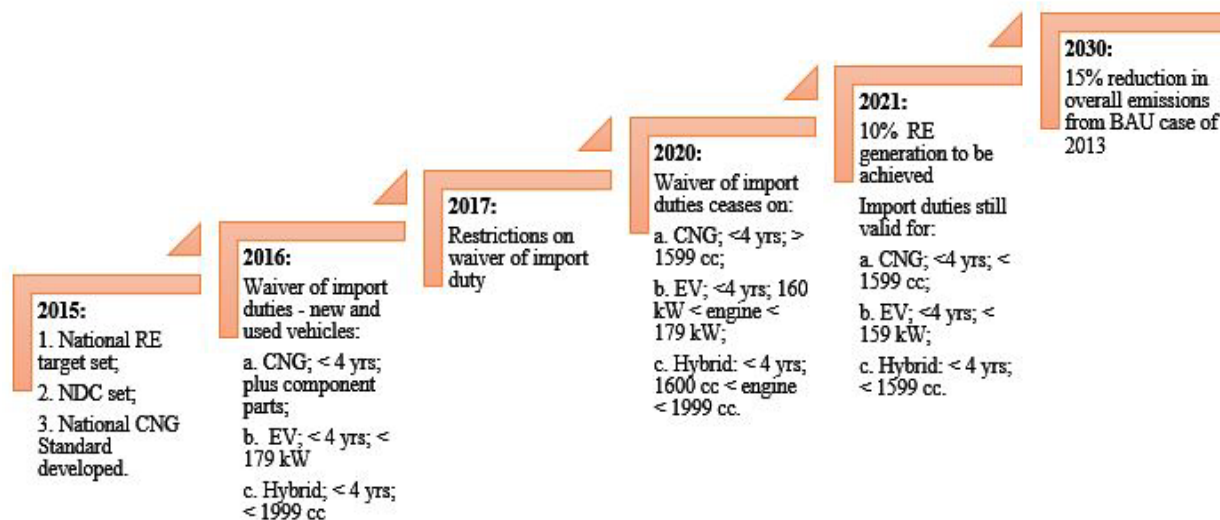 2015:
1. National RE
target set;
2. NDC set;
3. National CNG
Standard
developed.
2016:
Waiver of import
duties - new and
used vehicles:
a. CNG; < 4 yrs;
plus component
parts;
b. EV; < 4 yrs; <
179 kW
c. Hybrid; < 4 yrs;
< 1999 cc
2017:
Restrictions on
waiver of import
duty
2020:
Waiver of import
duties ceases on:
a. CNG; <4 yrs; >
1599 cc;
b. EV; <4 yrs; 160
kW < engine <
179 kW;
c. Hybrid: < 4 yrs;
1600 cc < engine
< 1999 cc.
2021:
10% RE
generation to be
achieved
Import duties still
valid for:
a. CNG; <4 yrs; <
1599 cc;
b. EV; <4 yrs; <
159 kW;
c. Hybrid: < 4 yrs;
< 1599 cc.
2030:
15% reduction in
overall emissions
from BAU case of
2013